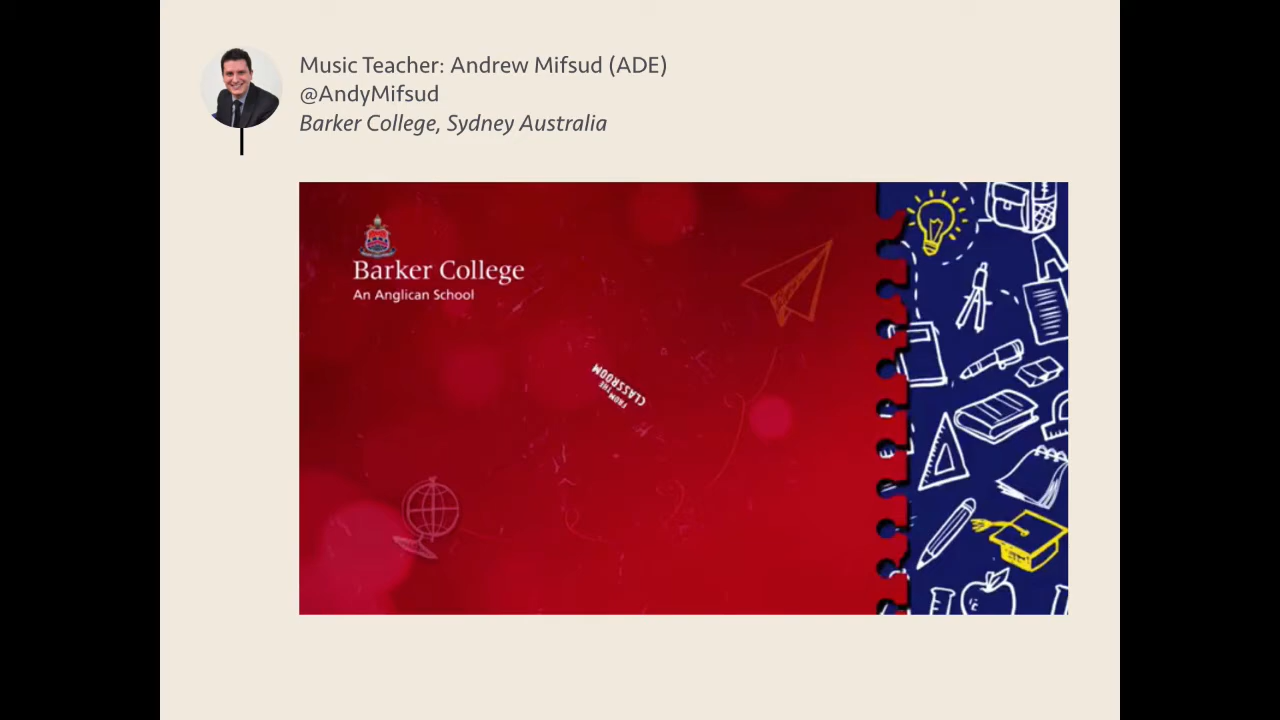 Music Teacher: Andrew Mifsud (ADE)
@AndyMifsud
Barker College, Sydney Australia
Barker College
An Anglican School
FROM THE
CLASSROOM